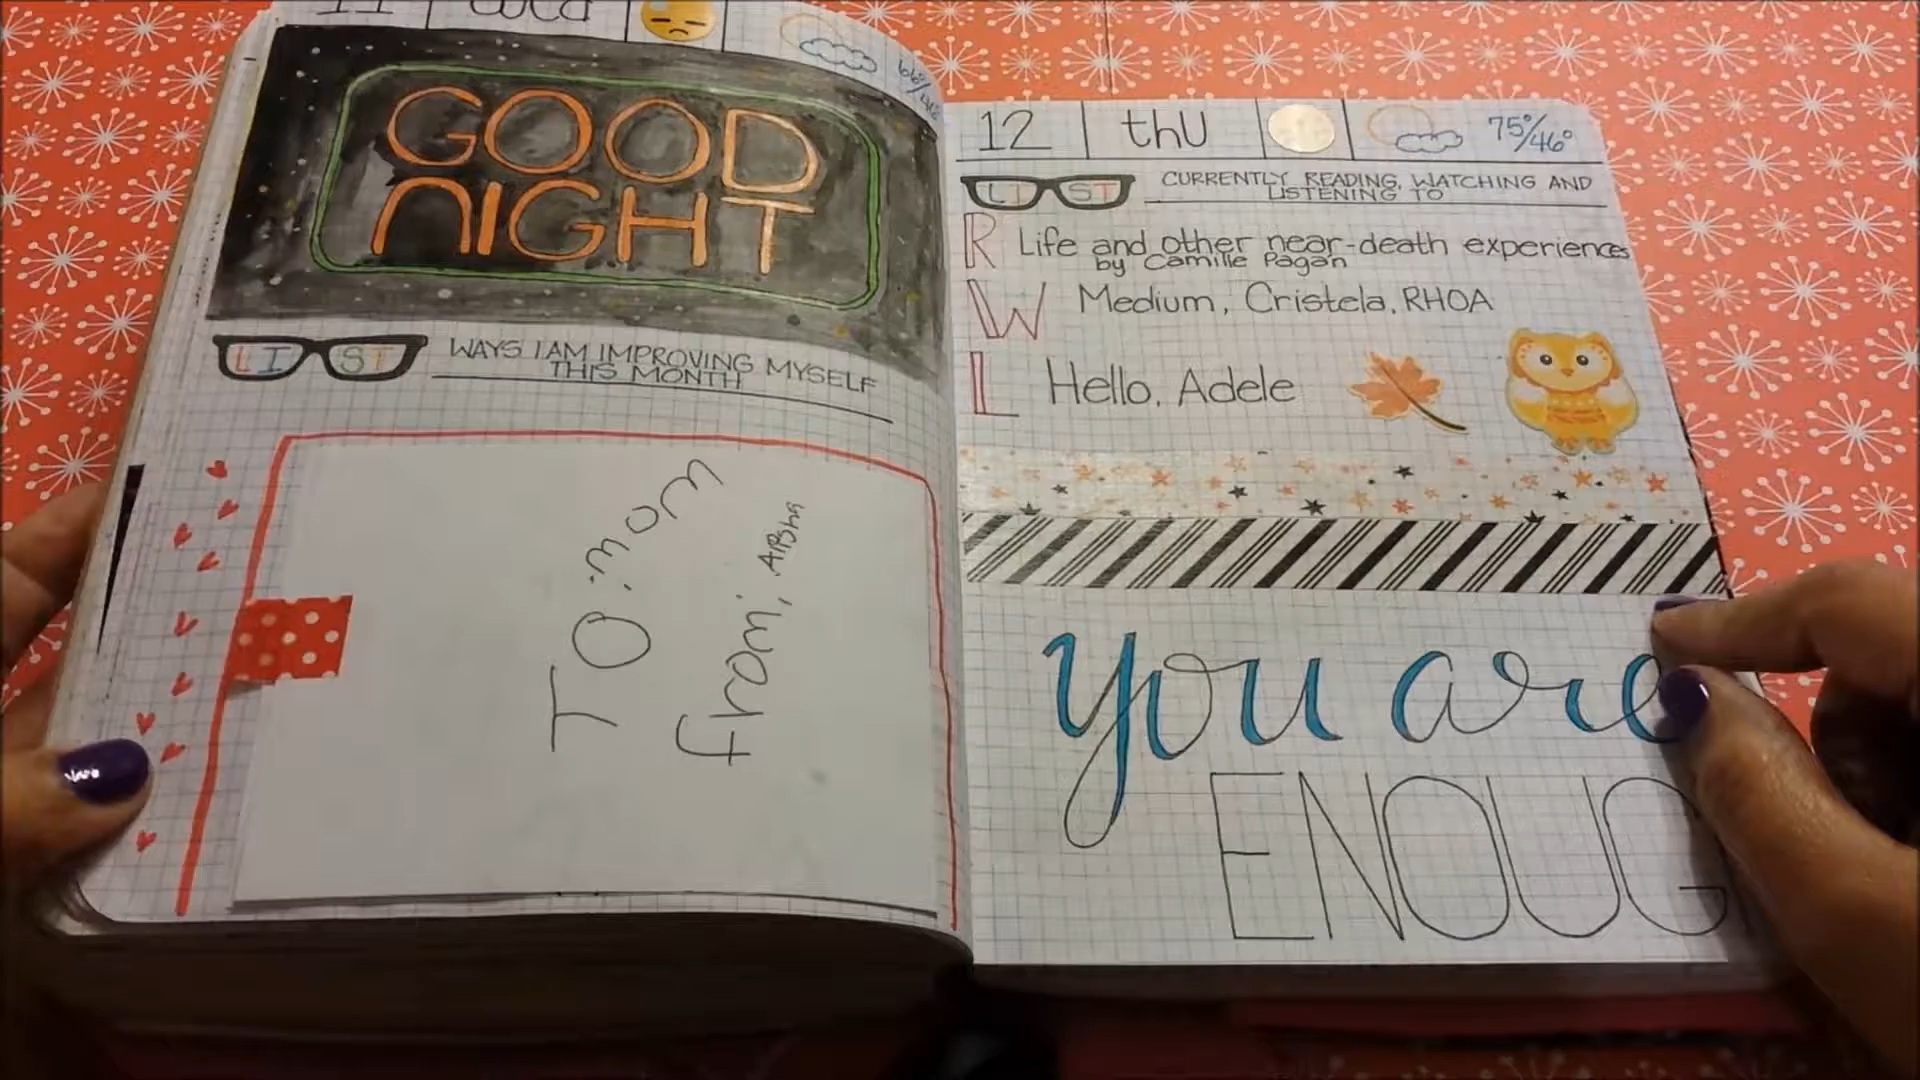 11 wed
66°/46°
GOOD
NIGHT
LIST
WAYS I AM IMPROVING MYSELF
THIS MONTH
TO: mom
from: AIsha
12 thU 75°/46°
LIST
CURRENTLY READING, WATCHING AND
LISTENING TO
R Life and other near-death experiences
by Camille Pagan
W Medium, Cristela, RHOA
L Hello, Adele
you are
ENOUG